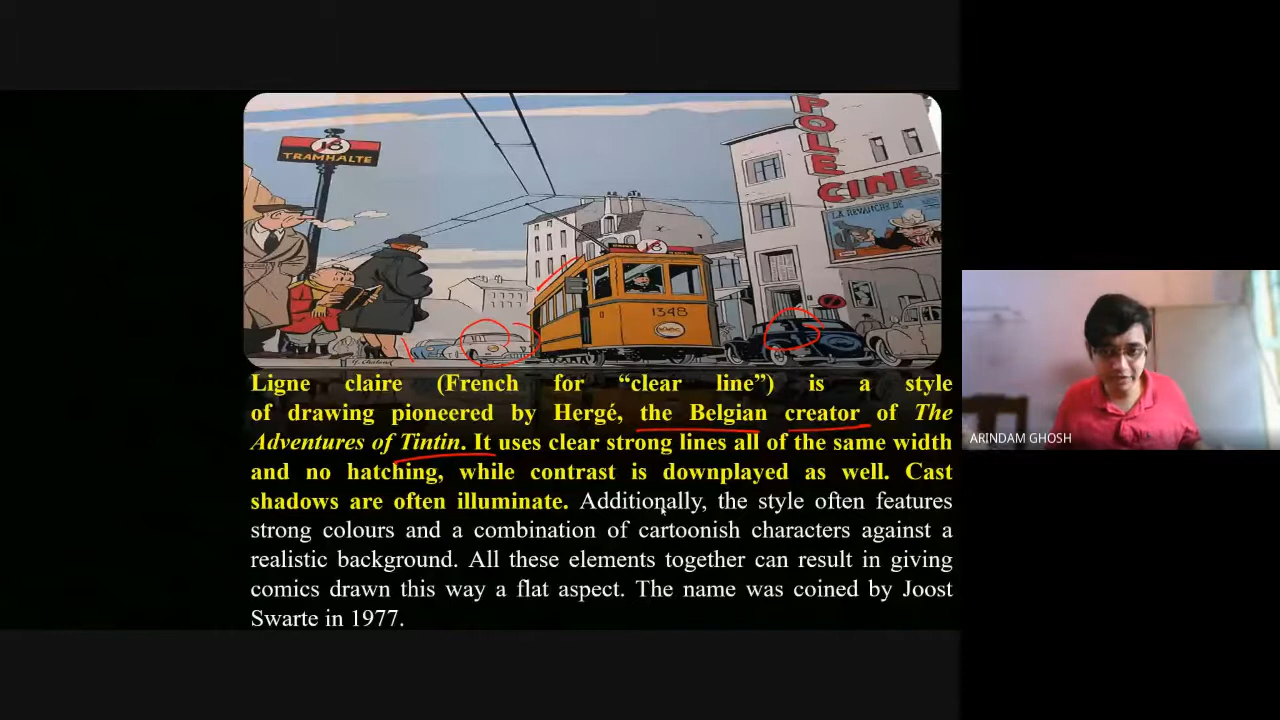 18
TRAMHALTE
POLE
CINE
LA REVANCHE DE
18
1348
Ligne claire (French for “clear line”) is a style
of drawing pioneered by Hergé, the Belgian creator of The
Adventures of Tintin. It uses clear strong lines all of the same width
and no hatching, while contrast is downplayed as well. Cast
shadows are often illuminate. Additionally, the style often features
strong colours and a combination of cartoonish characters against a
realistic background. All these elements together can result in giving
comics drawn this way a flat aspect. The name was coined by Joost
Swarte in 1977.
ARINDAM GHOSH